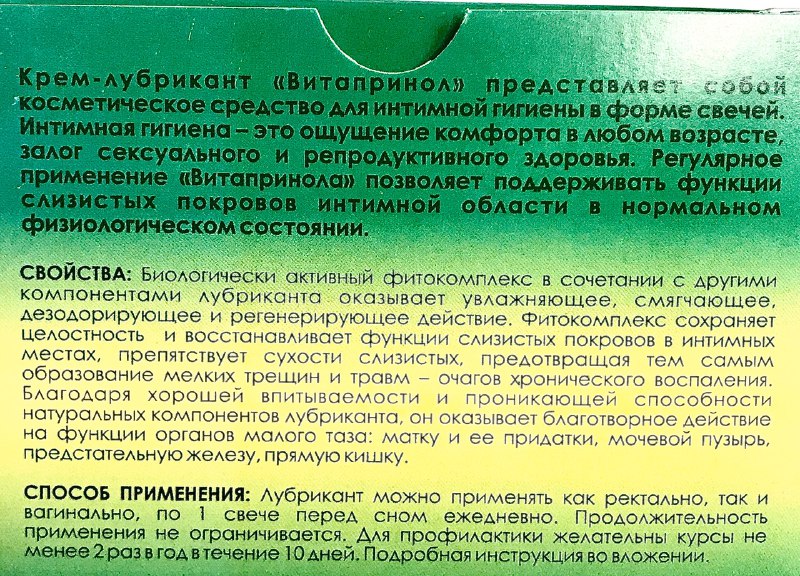 Крем-лубрикант «Витапринол» представляет собой
косметическое средство для интимной гигиены в форме свечей.
Интимная гигиена – это ощущение комфорта в любом возрасте,
залог сексуального и репродуктивного здоровья. Регулярное
применение «Витапринола» позволяет поддерживать функции
слизистых покровов интимной области в нормальном
физиологическом состоянии.
СВОЙСТВА: Биологически активный фитокомплекс в сочетании с другими
компонентами лубриканта оказывает увлажняющее, смягчающее,
дезодорирующее и регенерирующее действие. Фитокомплекс сохраняет
целостность и восстанавливает функции слизистых покровов в интимных
местах, препятствует сухости слизистых, предотвращая тем самым
образование мелких трещин и травм – очагов хронического воспаления.
Благодаря хорошей впитываемости и проникающей способности
натуральных компонентов лубриканта, он оказывает благотворное действие
на функции органов малого таза: матку и ее придатки, мочевой пузырь,
предстательную железу, прямую кишку.
СПОСОБ ПРИМЕНЕНИЯ: Лубрикант можно применять как ректально, так и
вагинально, по 1 свече перед сном ежедневно. Продолжительность
применения не ограничивается. Для профилактики желательны курсы не
менее 2 раз в год в течение 10 дней. Подробная инструкция во вложении.